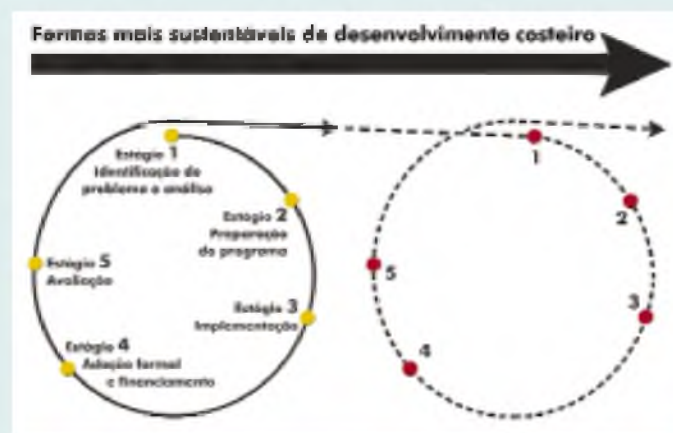 Formas mais sustentáveis de desenvolvimento costeiro
Estágio 1
Identificação do
problema e análise
Estágio 2
Preparação
do programa
Estágio 3
Implementação
Estágio 4
Adoção formal
e financiamento
Estágio 5
Avaliação
1
2
3
4
5